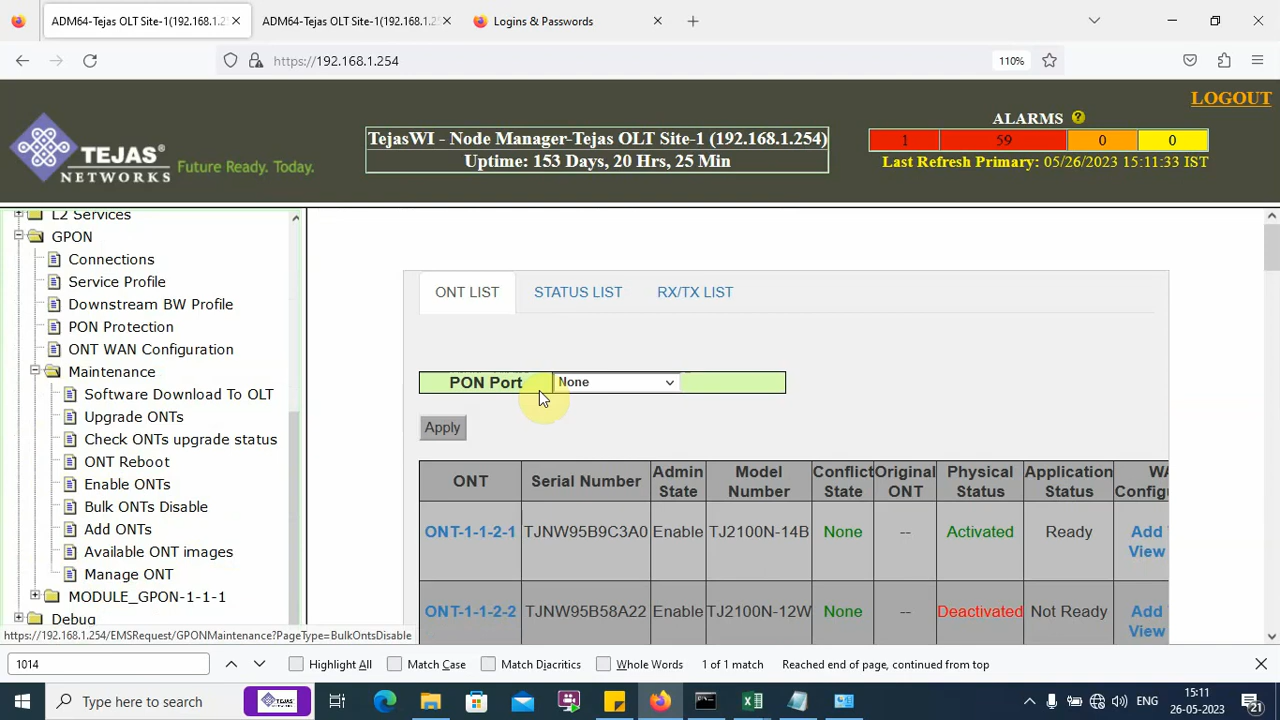 ADM64-Tejas OLT Site-1(192.168.1.2
ADM64-Tejas OLT Site-1(192.168.1.2
Logins & Passwords
https://192.168.1.254
110%
LOGOUT
TEJAS
NETWORKS
Future Ready. Today.
TejasWI - Node Manager-Tejas OLT Site-1 (192.168.1.254)
Uptime: 153 Days, 20 Hrs, 25 Min
ALARMS ?
1 59 0 0
Last Refresh Primary: 05/26/2023 15:11:33 IST
L2 Services
GPON
Connections
Service Profile
Downstream BW Profile
PON Protection
ONT WAN Configuration
Maintenance
Software Download To OLT
Upgrade ONTs
Check ONTs upgrade status
ONT Reboot
Enable ONTs
Bulk ONTs Disable
Add ONTs
Available ONT images
Manage ONT
MODULE_GPON-1-1-1
Debug
ONT LIST STATUS LIST RX/TX LIST
PON Port None
Apply
ONT Serial Number Admin State Model Number Conflict State Original ONT Physical Status Application Status WA Configu
ONT-1-1-2-1 TJNW95B9C3A0 Enable TJ2100N-14B None -- Activated Ready Add View
ONT-1-1-2-2 TJNW95B58A22 Enable TJ2100N-12W None -- Deactivated Not Ready Add View
https://192.168.1.254/EMSRequest/GPONMaintenance?PageType=BulkOntsDisable
1014 Highlight All Match Case Match Diacritics Whole Words 1 of 1 match Reached end of page, continued from top
Type here to search
TEJAS
ENG
15:11
26-05-2023
21